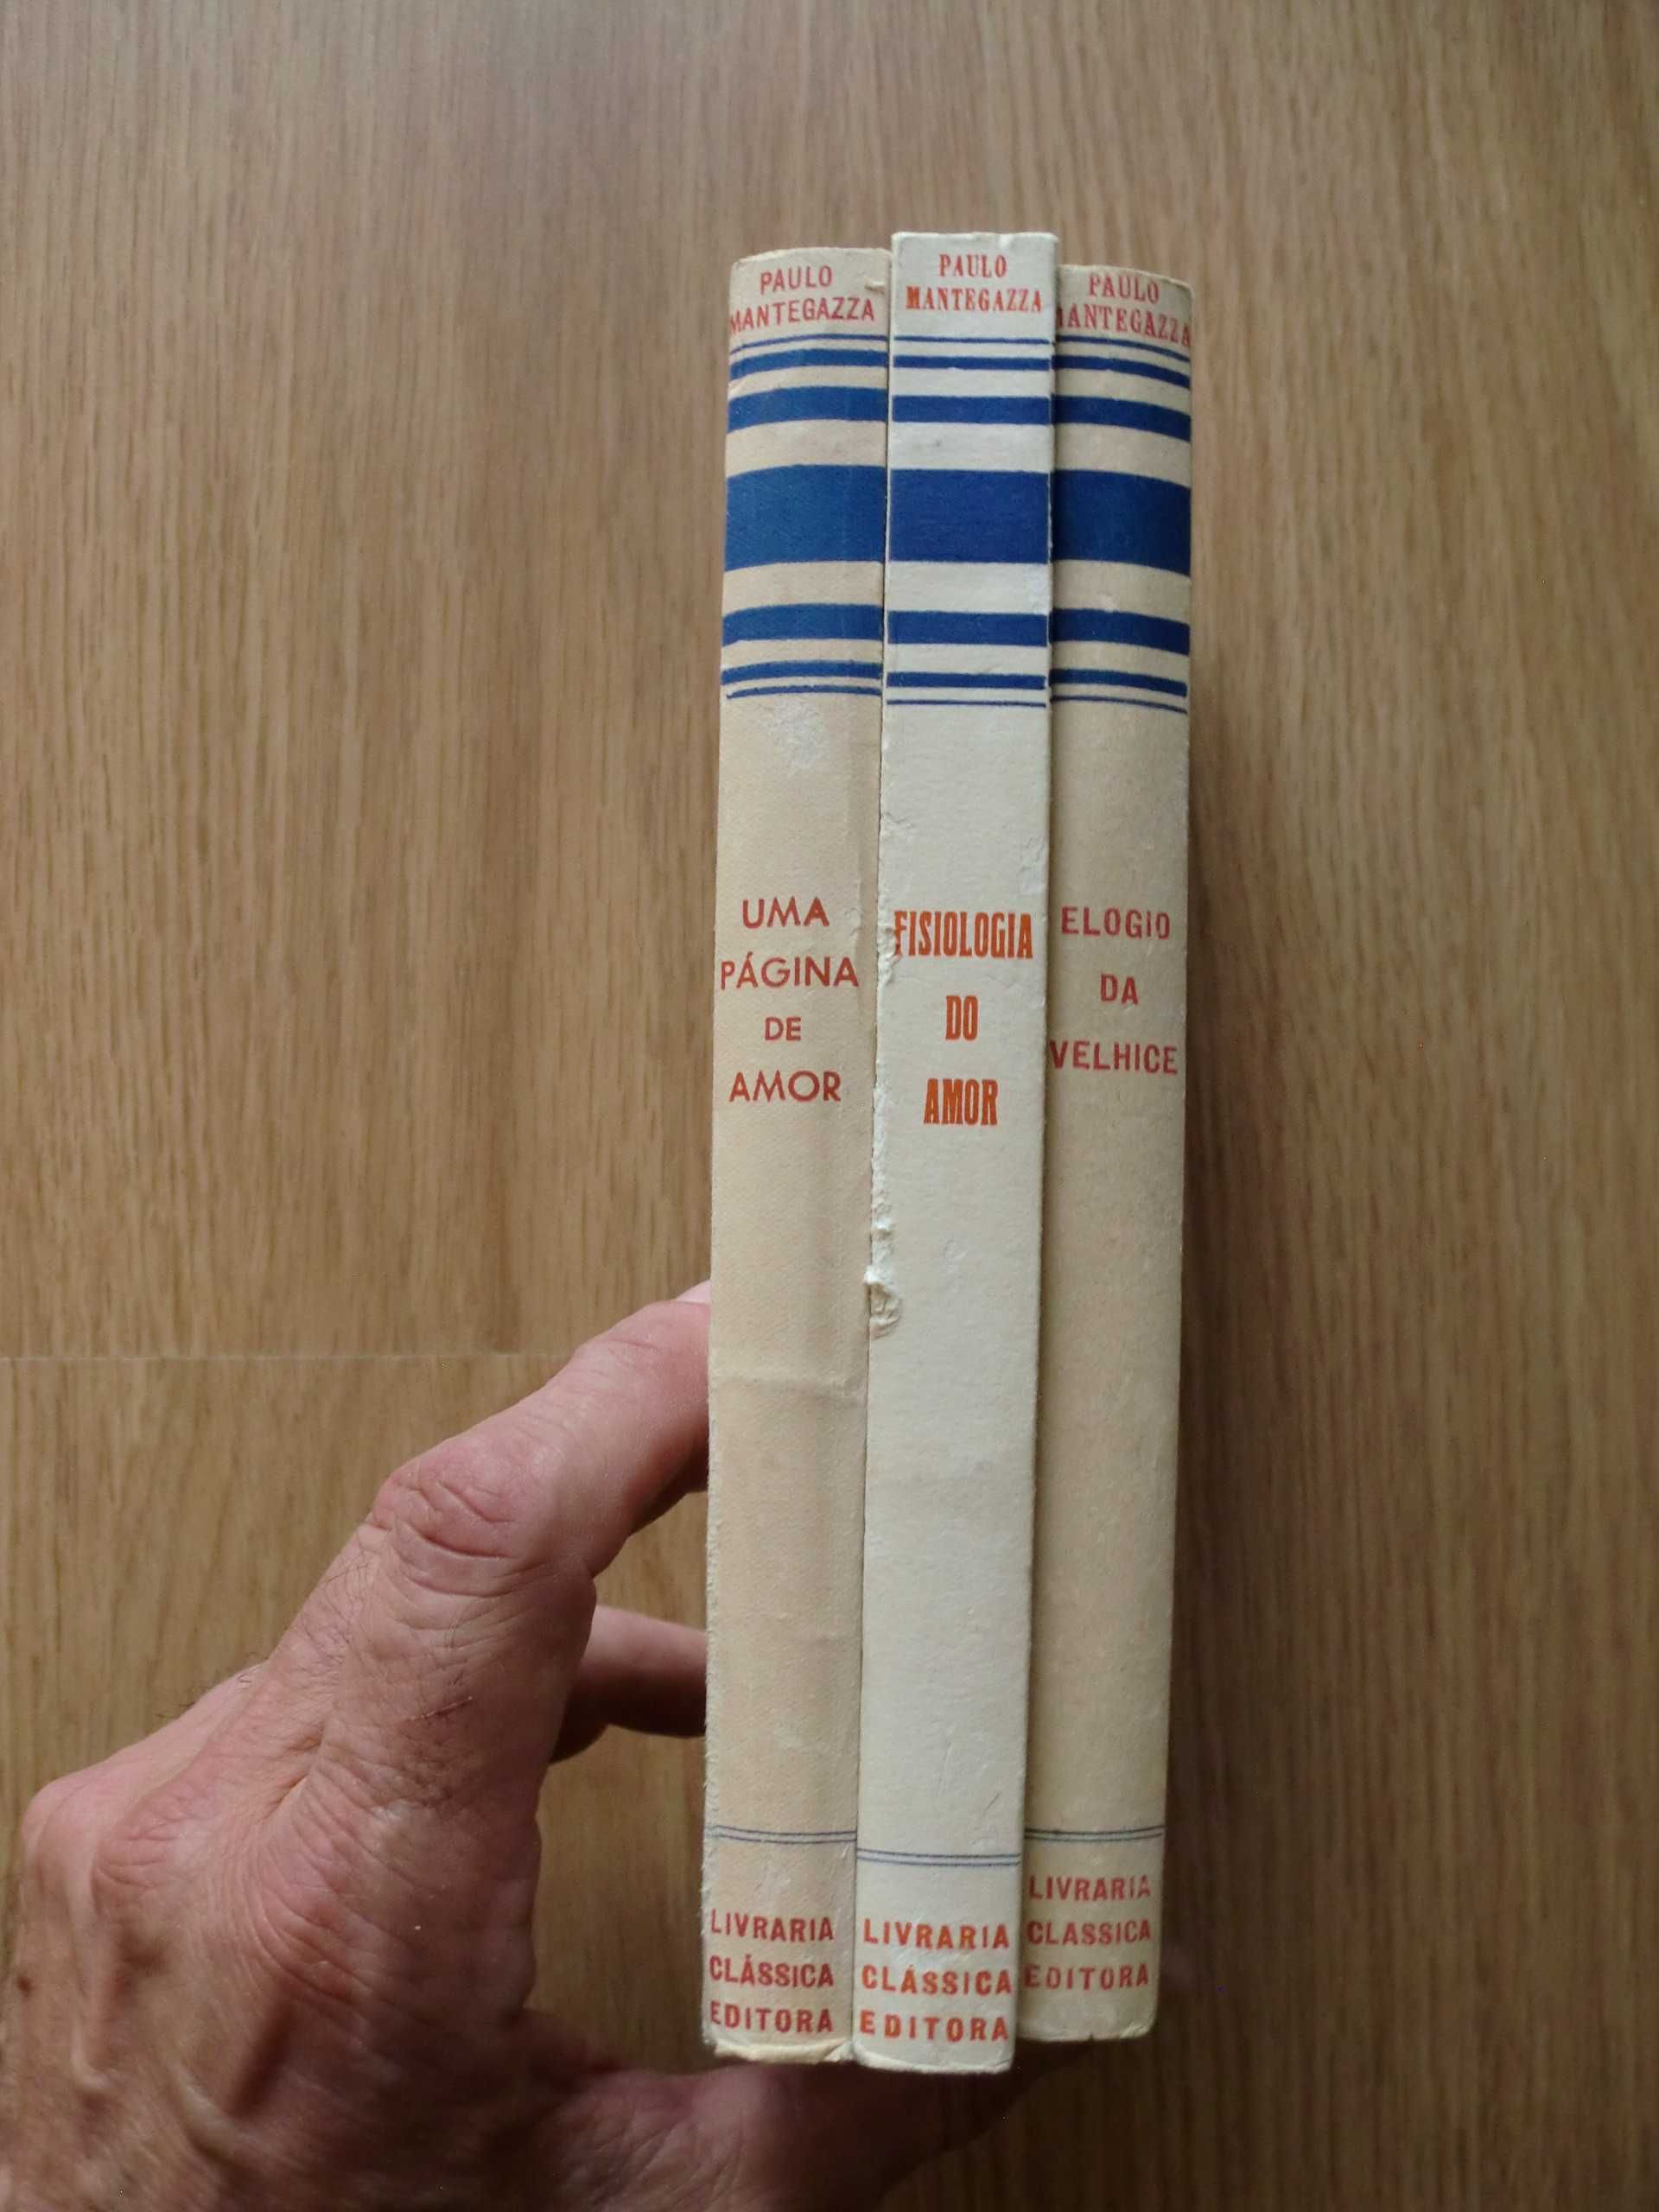 PAULO
MANTEGAZZA
UMA
PÁGINA
DE
AMOR
LIVRARIA
CLÁSSICA
EDITORA
PAULO
MANTEGAZZA
FISIOLOGIA
DO
AMOR
LIVRARIA
CLÁSSICA
EDITORA
PAULO
MANTEGAZZA
ELOGIO
DA
VELHICE
LIVRARIA
CLASSICA
EDITORA